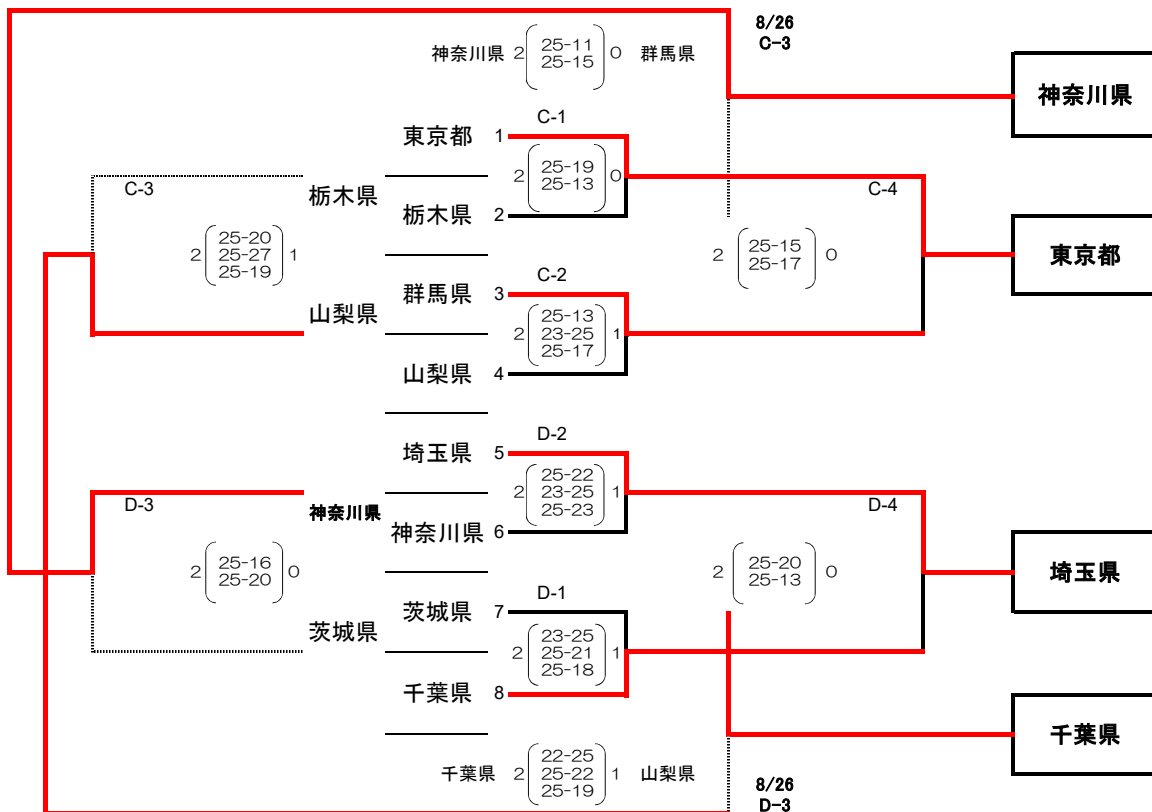 8/26
C-3
神奈川県 2 25-11 0 群馬県
25-15
神奈川県
東京都 1 C-1
2 25-19 0
25-13
C-3
栃木県
C-4
栃木県 2
2 25-20 1
25-27
25-19
2 25-15 0
25-17
東京都
群馬県 3 C-2
山梨県
2 25-13 1
23-25
25-17
山梨県 4
埼玉県 5 D-2
2 25-22 1
23-25
25-23
D-3
神奈川県
D-4
神奈川県 6
2 25-16 0
25-20
2 25-20 0
25-13
埼玉県
茨城県 7 D-1
茨城県
2 23-25 1
25-21
25-18
千葉県 8
千葉県
千葉県 2 22-25 1 山梨県
25-22
25-19
8/26
D-3